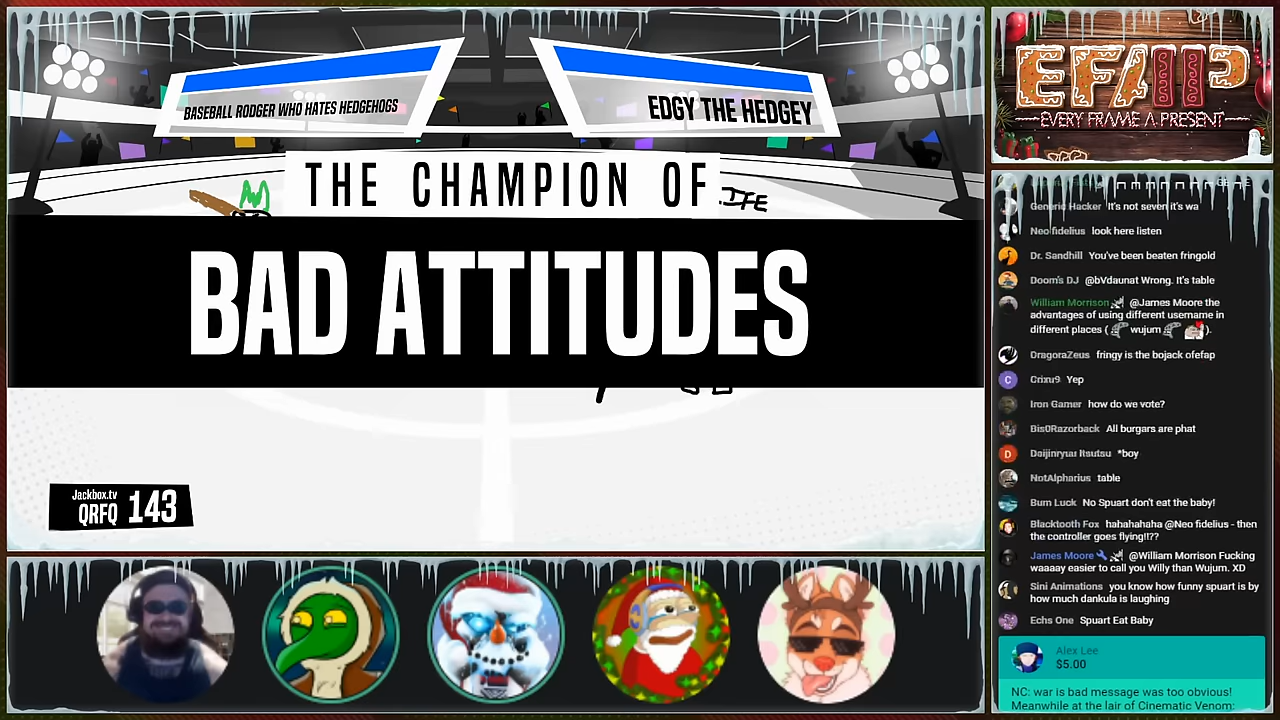 BASEBALL RODGER WHO HATES HEDGEHOGS
EDGY THE HEDGEY
THE CHAMPION OF
BAD ATTITUDES
Jackbox.tv
QRFQ 143
EFAP
EVERY FRAME A PRESENT
Generic Hacker It's not seven it's wa
Neo fidelius look here listen
Dr. Sandhill You've been beaten fringold
Doom's DJ @bVdaunat Wrong. It's table
William Morrison @James Moore the
advantages of using different username in
different places ( wujum ).
DragoraZeus fringy is the bojack ofefap
C Crixu9 Yep
Iron Gamer how do we vote?
Bis0Razorback All burgars are phat
D Daijinryuu Itsutsu *boy
NotAlpharius table
Bum Luck No Spuart don't eat the baby!
Blacktooth Fox hahahahaha @Neo fidelius - then
the controller goes flying!!??
James Moore @William Morrison Fucking
waaaay easier to call you Willy than Wujum. XD
Sini Animations you know how funny spuart is by
how much dankula is laughing
Echs One Spuart Eat Baby
Alex Lee
$5.00
NC: war is bad message was too obvious!
Meanwhile at the lair of Cinematic Venom: